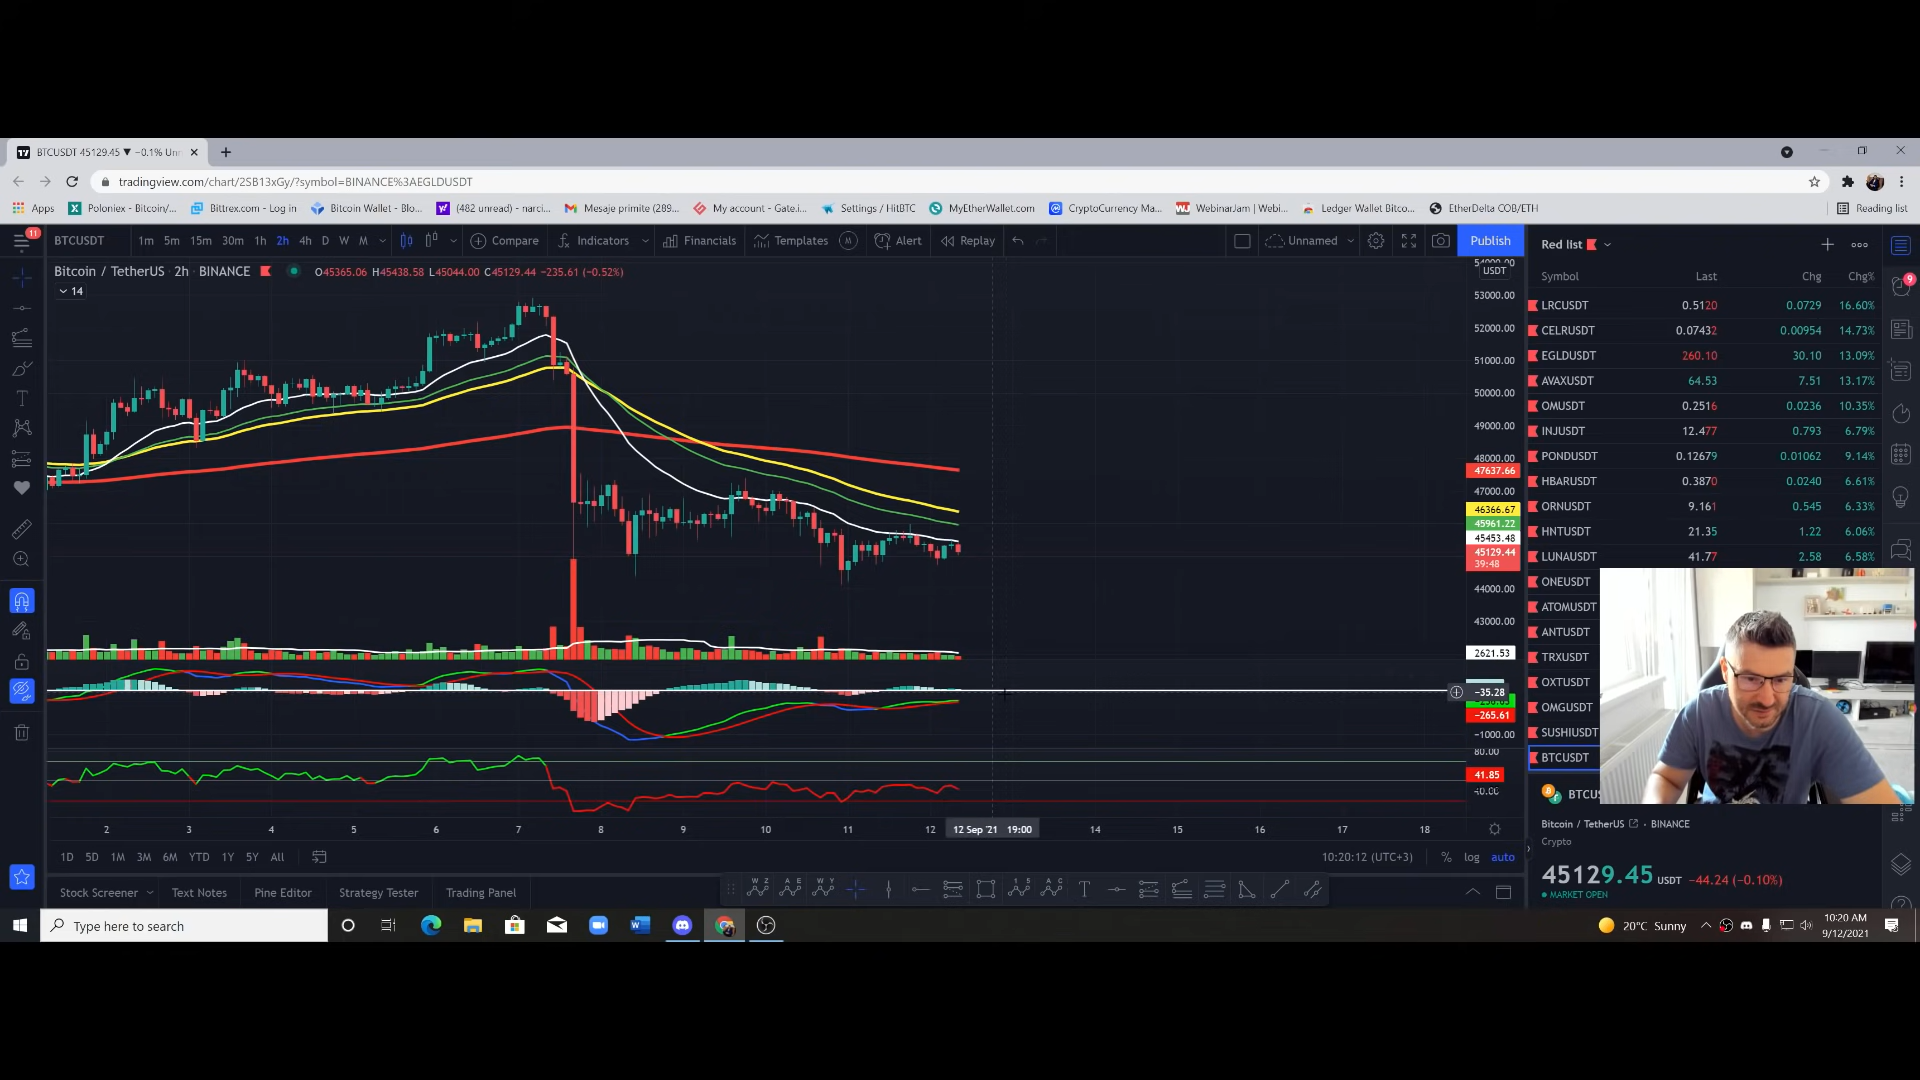 BTCUSDT 45129.45 ▼ −0.1% Unn
tradingview.com/chart/2SB13xGy/?symbol=BINANCE%3AEGLDUSDT
Apps Poloniex - Bitcoin/... Bittrex.com - Log in Bitcoin Wallet - Blo... (482 unread) - narci... Mesaje primite (289... My account - Gate.i... Settings / HitBTC MyEtherWallet.com CryptoCurrency Ma... WebinarJam | Webi... Ledger Wallet Bitco... EtherDelta COB/ETH Reading list
11 BTCUSDT 1m 5m 15m 30m 1h 2h 4h D W M Compare Indicators Financials Templates M Alert Replay Unnamed Publish
Red list
Bitcoin / TetherUS · 2h · BINANCE O45365.06 H45438.58 L45044.00 C45129.44 −235.61 (−0.52%)
14
54000.00
USDT
53000.00
52000.00
51000.00
50000.00
49000.00
48000.00
47637.66
47000.00
46366.67
45961.22
45453.48
45129.44
39:48
44000.00
43000.00
2621.53
−35.28
−265.61
−1000.00
80.00
41.85
40.00
2 3 4 5 6 7 8 9 10 11 12 12 Sep '21 19:00 14 15 16 17 18
1D 5D 1M 3M 6M YTD 1Y 5Y All 10:20:12 (UTC+3) % log auto
Stock Screener Text Notes Pine Editor Strategy Tester Trading Panel
Symbol Last Chg Chg%
9
LRCUSDT 0.5120 0.0729 16.60%
CELRUSDT 0.07432 0.00954 14.73%
EGLDUSDT 260.10 30.10 13.09%
AVAXUSDT 64.53 7.51 13.17%
OMUSDT 0.2516 0.0236 10.35%
INJUSDT 12.477 0.793 6.79%
PONDUSDT 0.12679 0.01062 9.14%
HBARUSDT 0.3870 0.0240 6.61%
ORNUSDT 9.161 0.545 6.33%
HNTUSDT 21.35 1.22 6.06%
LUNAUSDT 41.77 2.58 6.58%
ONEUSDT
ATOMUSDT
ANTUSDT
TRXUSDT
OXTUSDT
OMGUSDT
SUSHIUSDT
BTCUSDT
BTCUS
Bitcoin / TetherUS · BINANCE
Crypto
45129.45 USDT −44.24 (−0.10%)
MARKET OPEN
Type here to search
20°C Sunny
10:20 AM
9/12/2021